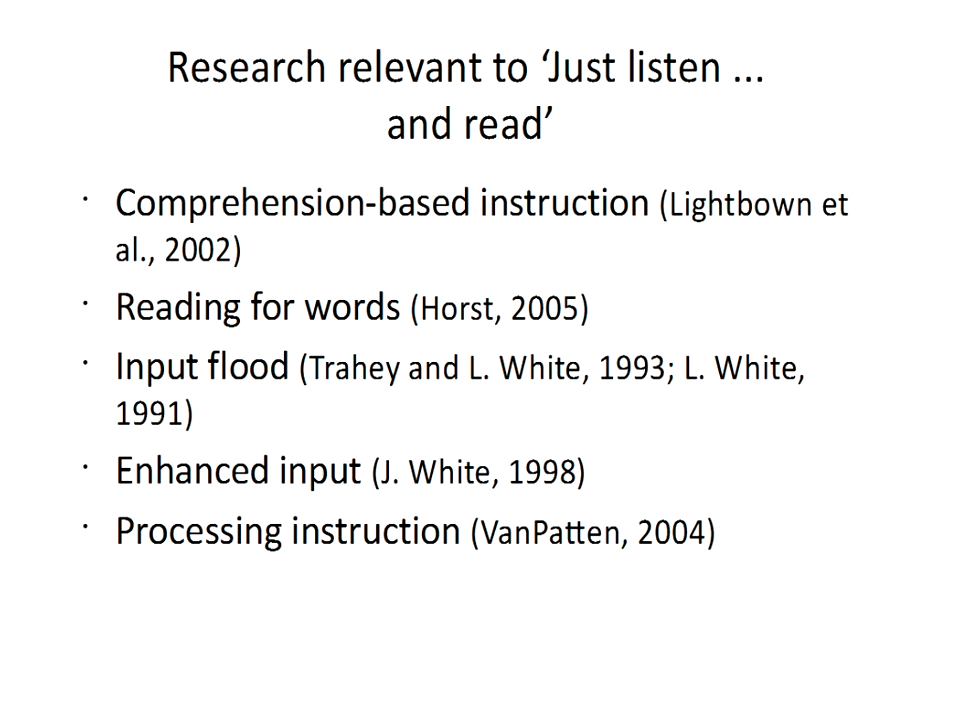 Research relevant to ‘Just listen ...
and read’
· Comprehension-based instruction (Lightbown et
al., 2002)
· Reading for words (Horst, 2005)
· Input flood (Trahey and L. White, 1993; L. White,
1991)
· Enhanced input (J. White, 1998)
· Processing instruction (VanPatten, 2004)